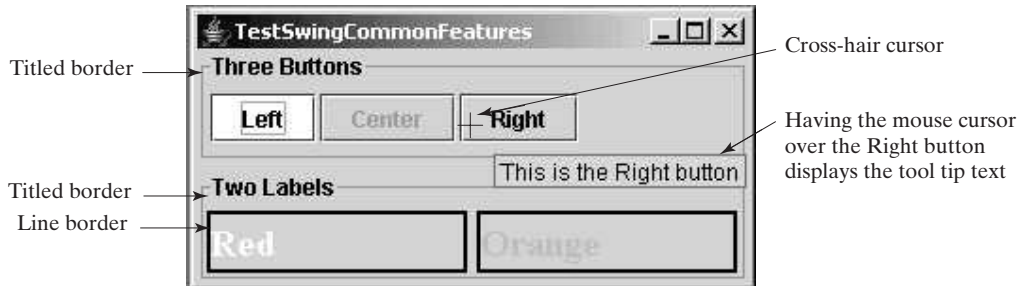 TestSwingCommonFeatures
Cross-hair cursor
Titled border
Three Buttons
Left
Center
Right
Having the mouse cursor
over the Right button
displays the tool tip text
This is the Right button
Titled border
Two Labels
Line border
Red
Orange